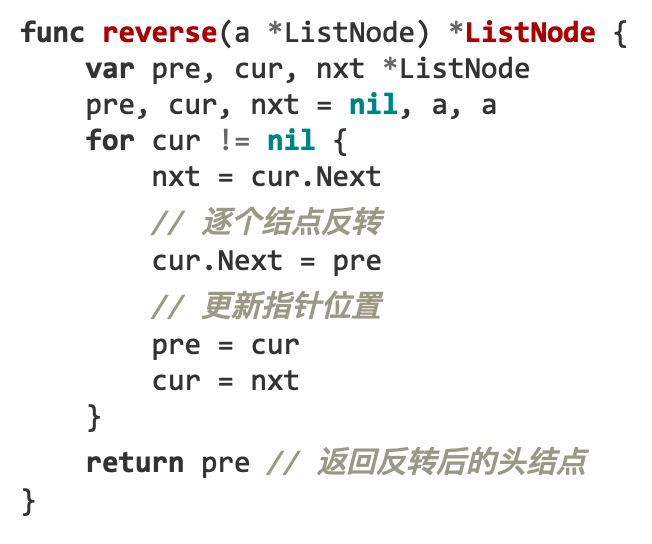 func reverse(a *ListNode) *ListNode {
    var pre, cur, nxt *ListNode
    pre, cur, nxt = nil, a, a
    for cur != nil {
        nxt = cur.Next
        // 逐个结点反转
        cur.Next = pre
        // 更新指针位置
        pre = cur
        cur = nxt
    }
    return pre // 返回反转后的头结点
}